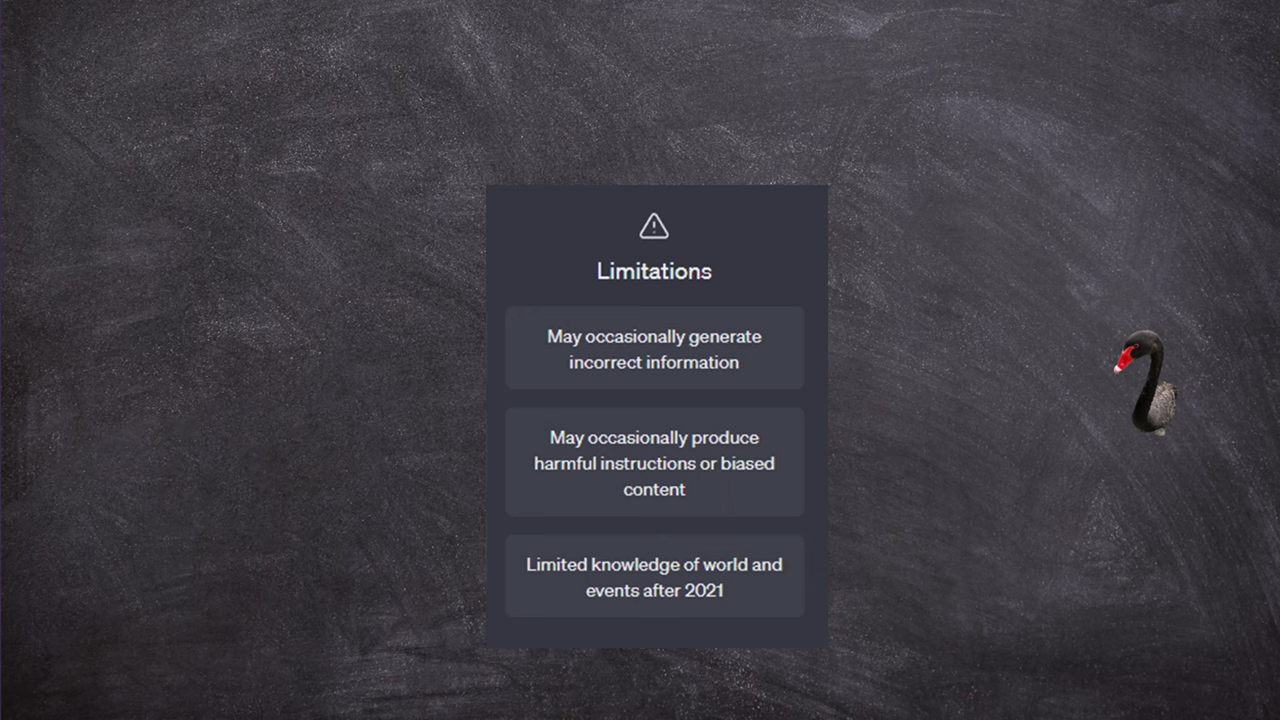 Limitations
May occasionally generate
incorrect information
May occasionally produce
harmful instructions or biased
content
Limited knowledge of world and
events after 2021